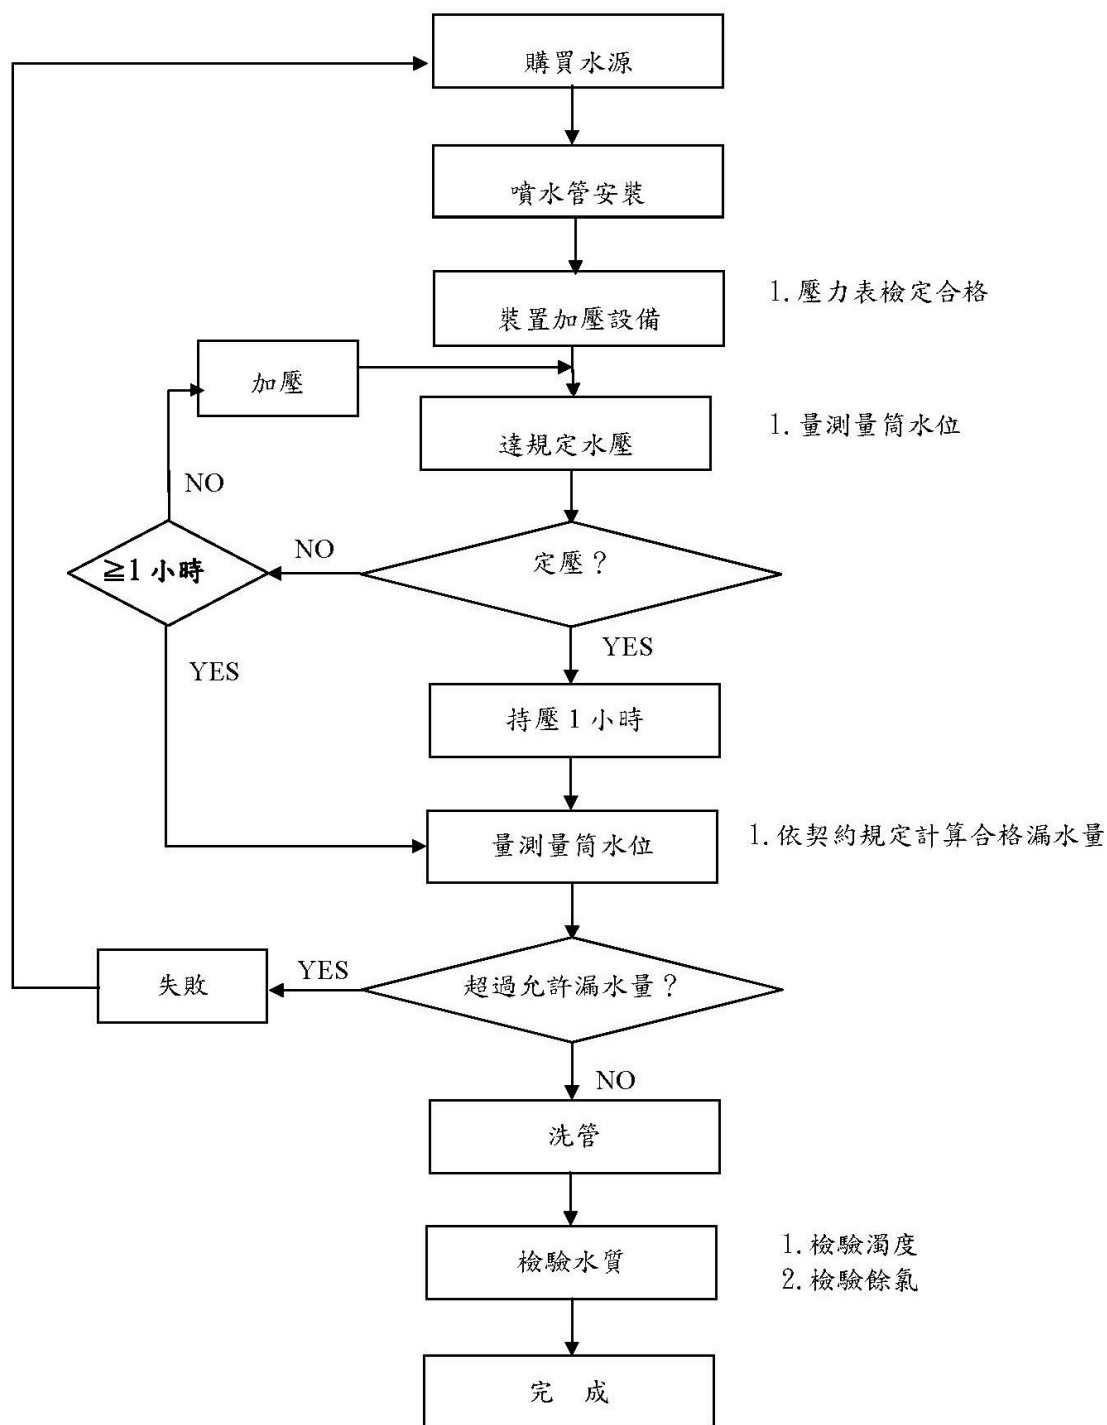 購買水源
噴水管安裝
裝置加壓設備
1.壓力表檢定合格
加壓
達規定水壓
1.量測量筒水位
NO
≧1 小時
NO
定壓？
YES
YES
持壓 1 小時
量測量筒水位
1.依契約規定計算合格漏水量
失敗
YES
超過允許漏水量？
NO
洗管
檢驗水質
1.檢驗濁度
2.檢驗餘氯
完 成